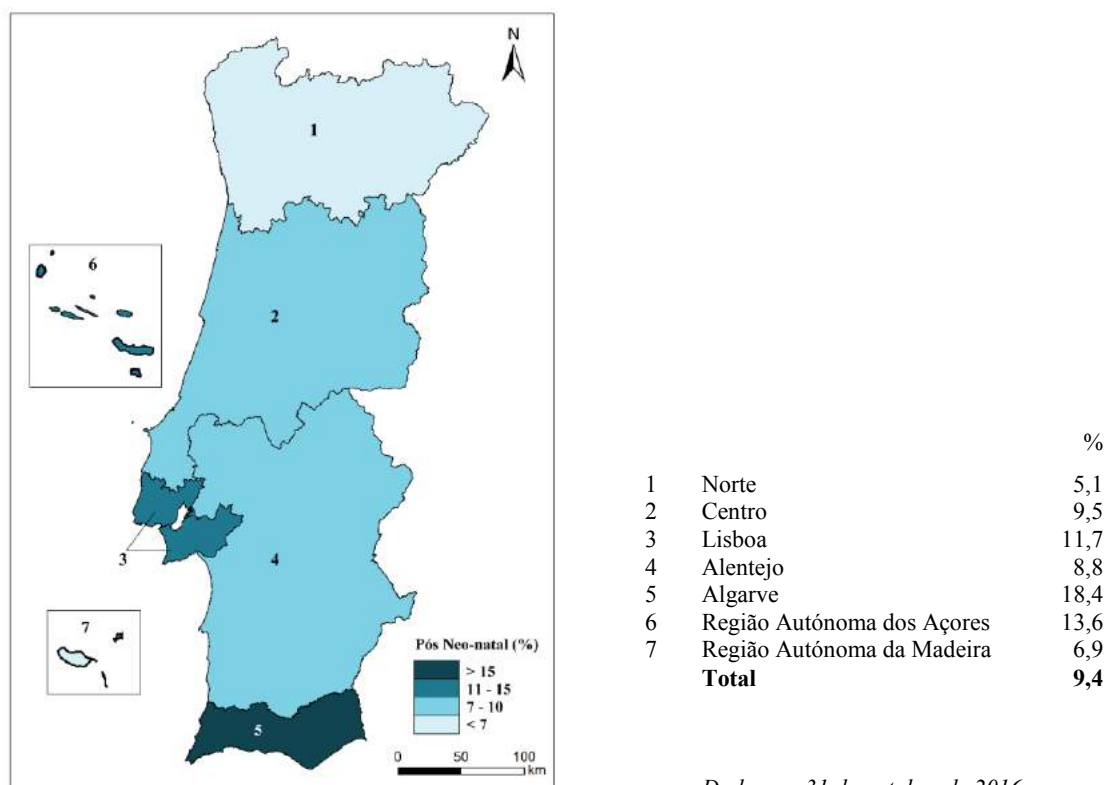 N
1
6
2
3
4
7
5
Pós Neo-natal (%)
> 15
11 - 15
7 - 10
< 7
0 50 100
km
%
1 Norte 5,1
2 Centro 9,5
3 Lisboa 11,7
4 Alentejo 8,8
5 Algarve 18,4
6 Região Autónoma dos Açores 13,6
7 Região Autónoma da Madeira 6,9
Total 9,4
31 de 2016